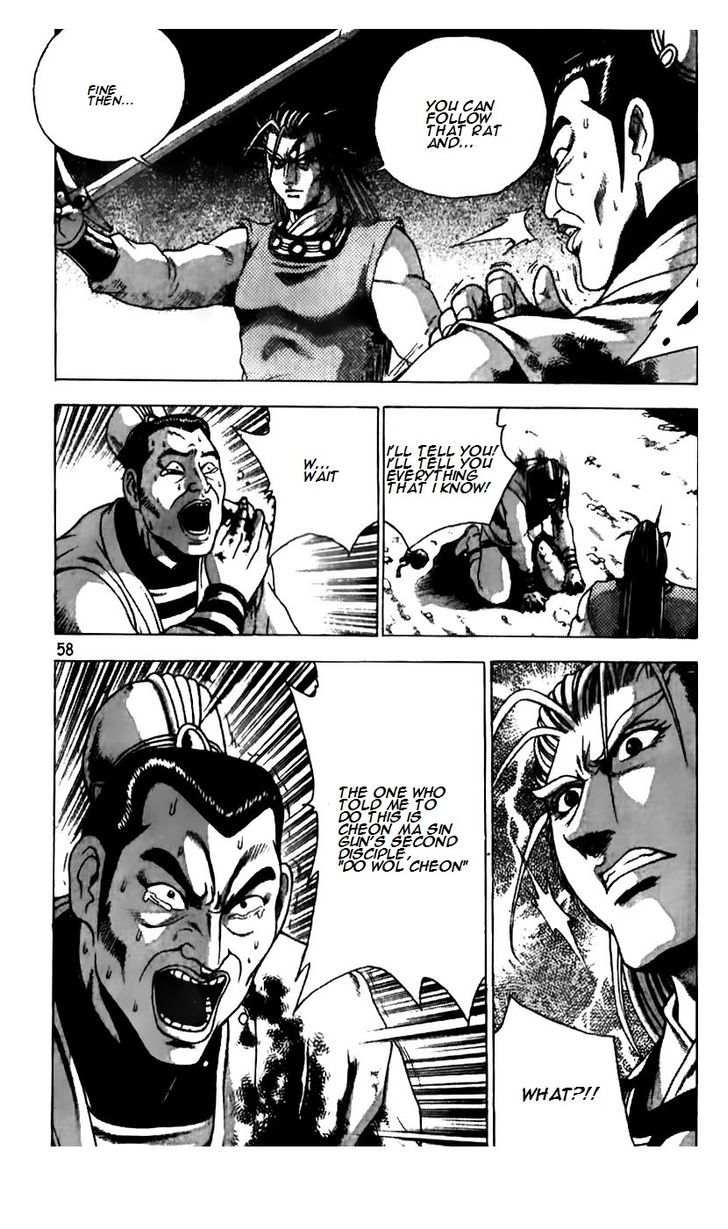 FINE
THEN...
YOU CAN
FOLLOW
THAT RAT
AND...
W...
WAIT
I'LL TELL YOU!
I'LL TELL YOU
EVERYTHING
THAT I KNOW!
58
THE ONE WHO
TOLD ME TO
DO THIS IS
CHEON MA SIN
GUN'S SECOND
DISCIPLE,
"DO WOL CHEON"
WHAT?!!